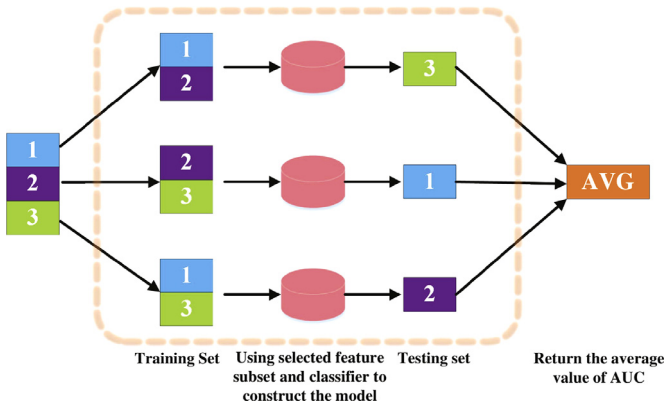 1
2
3
1
2
3
2
3
1
AVG
1
3
2
Training Set
Using selected feature
subset and classifier to
construct the model
Testing set
Return the average
value of AUC